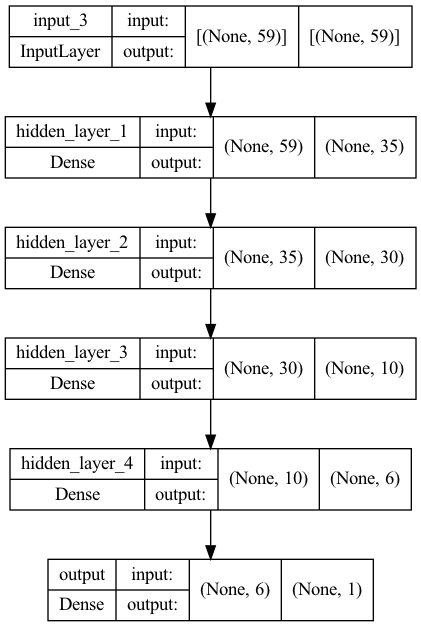 input_3 input: [(None, 59)] [(None, 59)]
InputLayer output:
hidden_layer_1 input: (None, 59) (None, 35)
Dense output:
hidden_layer_2 input: (None, 35) (None, 30)
Dense output:
hidden_layer_3 input: (None, 30) (None, 10)
Dense output:
hidden_layer_4 input: (None, 10) (None, 6)
Dense output:
output input: (None, 6) (None, 1)
Dense output: